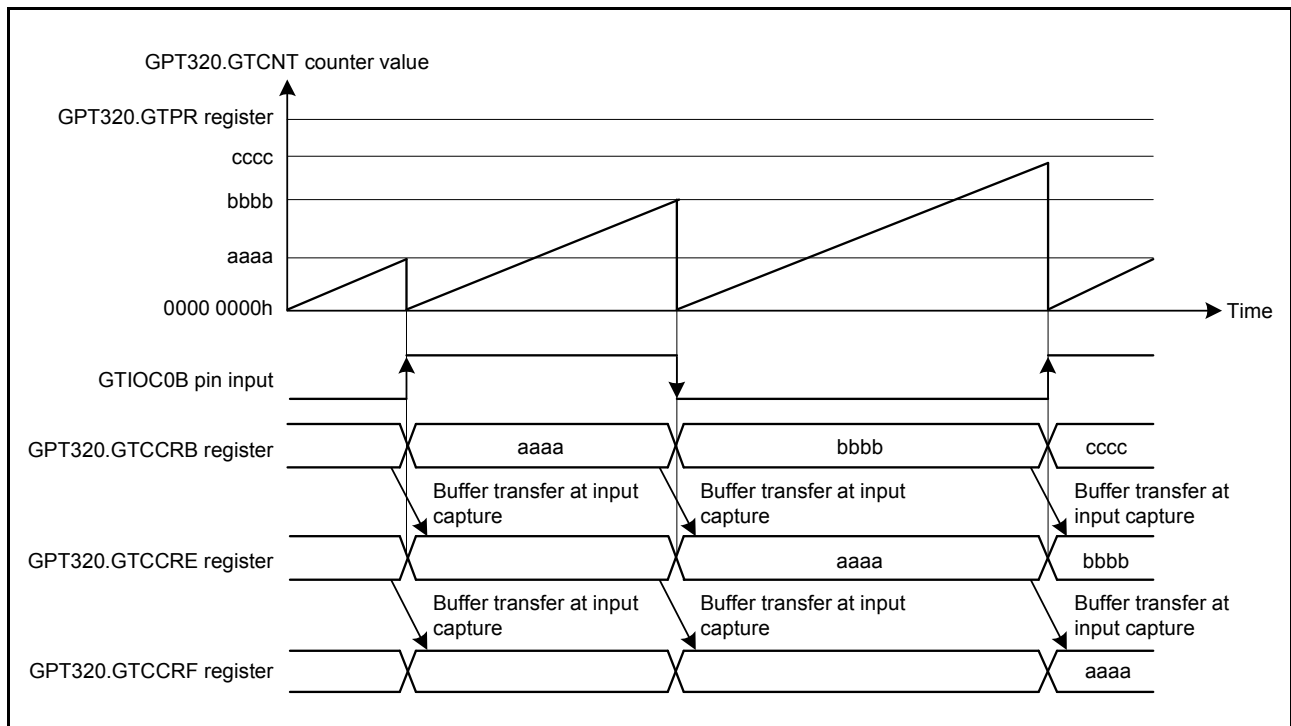 GPT320.GTCNT counter value
GPT320.GTPR register
cccc
bbbb
aaaa
0000 0000h
Time
GTIOC0B pin input
GPT320.GTCCRB register
aaaa
bbbb
cccc
Buffer transfer at input
capture
Buffer transfer at input
capture
Buffer transfer at
input capture
GPT320.GTCCRE register
aaaa
bbbb
Buffer transfer at input
capture
Buffer transfer at input
capture
Buffer transfer at
input capture
GPT320.GTCCRF register
aaaa